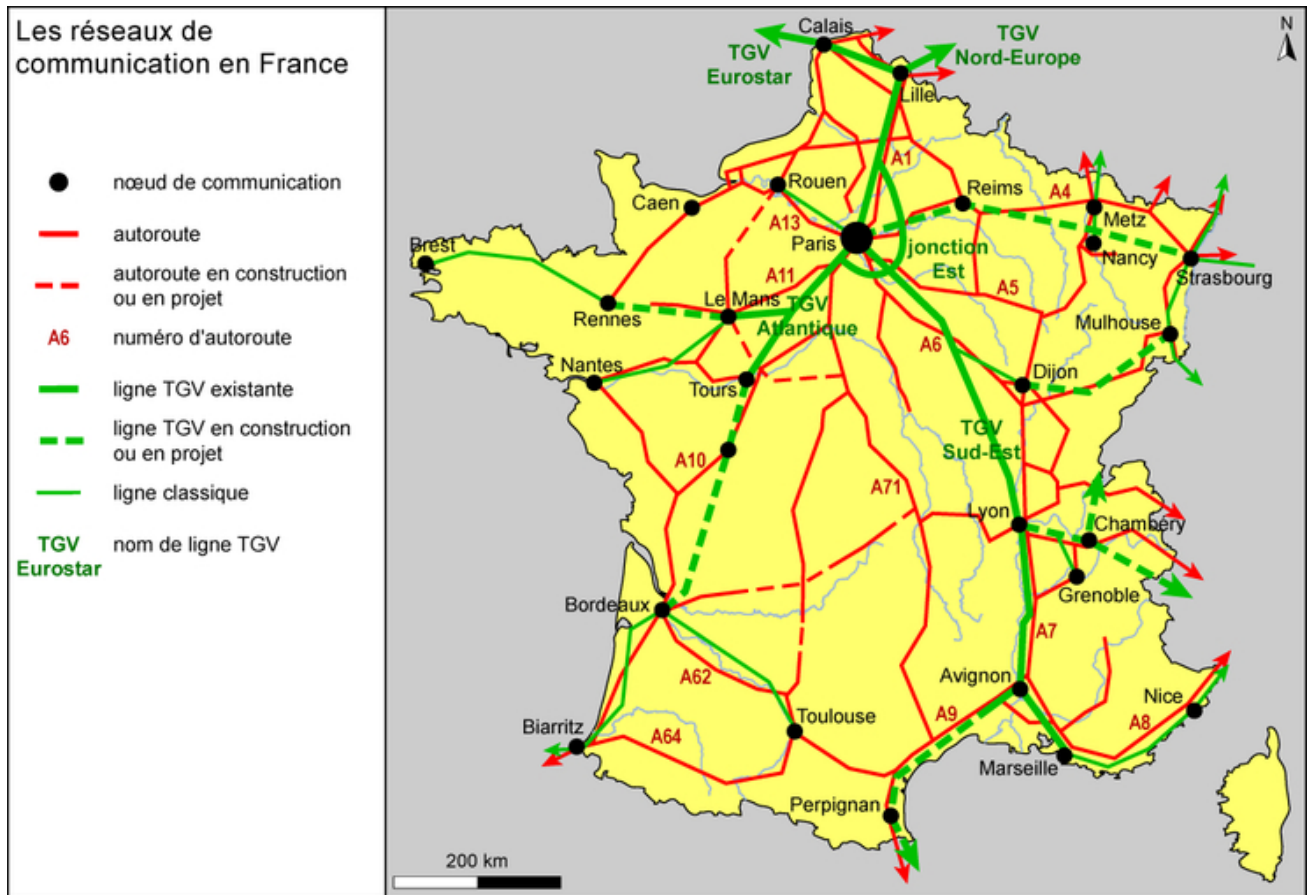 Les réseaux de
communication en France
nœud de communication
autoroute
autoroute en construction
ou en projet
A6
numéro d'autoroute
ligne TGV existante
ligne TGV en construction
ou en projet
ligne classique
TGV
Eurostar
nom de ligne TGV
N
Calais
TGV
Eurostar
TGV
Nord-Europe
Lille
A1
Rouen
Reims
A4
Caen
Metz
A13
Paris
Brest
jonction
Est
Nancy
Strasbourg
A11
A5
Le Mans
Rennes
TGV
Atlantique
Mulhouse
A6
Nantes
Tours
Dijon
TGV
Sud-Est
A10
A71
Lyon
Chambéry
Bordeaux
Grenoble
A7
A62
Avignon
Nice
Toulouse
A9
A8
Biarritz
A64
Marseille
Perpignan
200 km